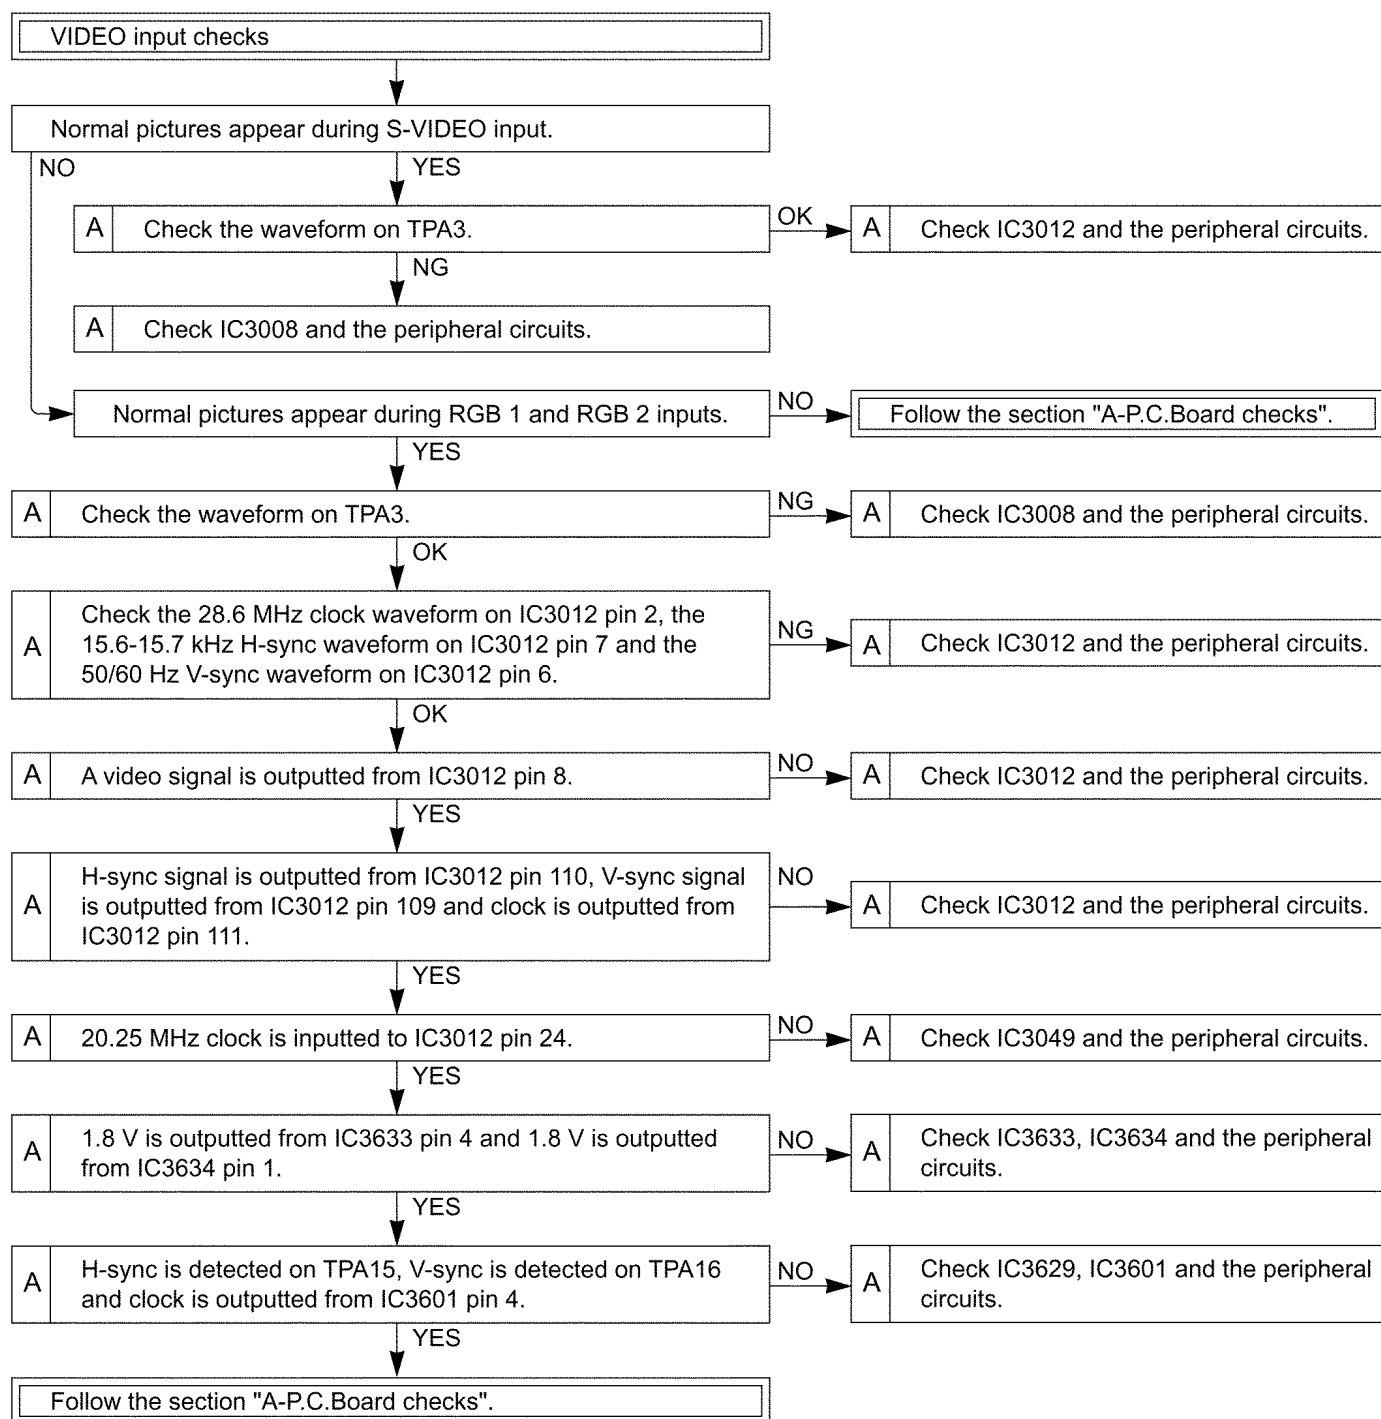 VIDEO input checks
Normal pictures appear during S-VIDEO input.
NO
YES
A
Check the waveform on TPA3.
OK
A
Check IC3012 and the peripheral circuits.
NG
A
Check IC3008 and the peripheral circuits.
Normal pictures appear during RGB 1 and RGB 2 inputs.
NO
Follow the section "A-P.C.Board checks".
YES
A
Check the waveform on TPA3.
NG
A
Check IC3008 and the peripheral circuits.
OK
A
Check the 28.6 MHz clock waveform on IC3012 pin 2, the
15.6-15.7 kHz H-sync waveform on IC3012 pin 7 and the
50/60 Hz V-sync waveform on IC3012 pin 6.
NG
A
Check IC3012 and the peripheral circuits.
OK
A
A video signal is outputted from IC3012 pin 8.
NO
A
Check IC3012 and the peripheral circuits.
YES
A
H-sync signal is outputted from IC3012 pin 110, V-sync signal
is outputted from IC3012 pin 109 and clock is outputted from
IC3012 pin 111.
NO
A
Check IC3012 and the peripheral circuits.
YES
A
20.25 MHz clock is inputted to IC3012 pin 24.
NO
A
Check IC3049 and the peripheral circuits.
YES
A
1.8 V is outputted from IC3633 pin 4 and 1.8 V is outputted
from IC3634 pin 1.
NO
A
Check IC3633, IC3634 and the peripheral
circuits.
YES
A
H-sync is detected on TPA15, V-sync is detected on TPA16
and clock is outputted from IC3601 pin 4.
NO
A
Check IC3629, IC3601 and the peripheral
circuits.
YES
Follow the section "A-P.C.Board checks".